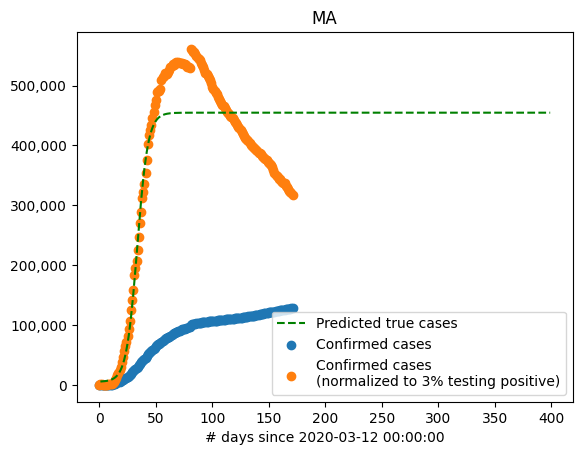 MA
500,000
400,000
300,000
200,000
100,000
0
Predicted true cases
Confirmed cases
Confirmed cases
(normalized to 3% testing positive)
0 50 100 150 200 250 300 350 400
# days since 2020-03-12 00:00:00